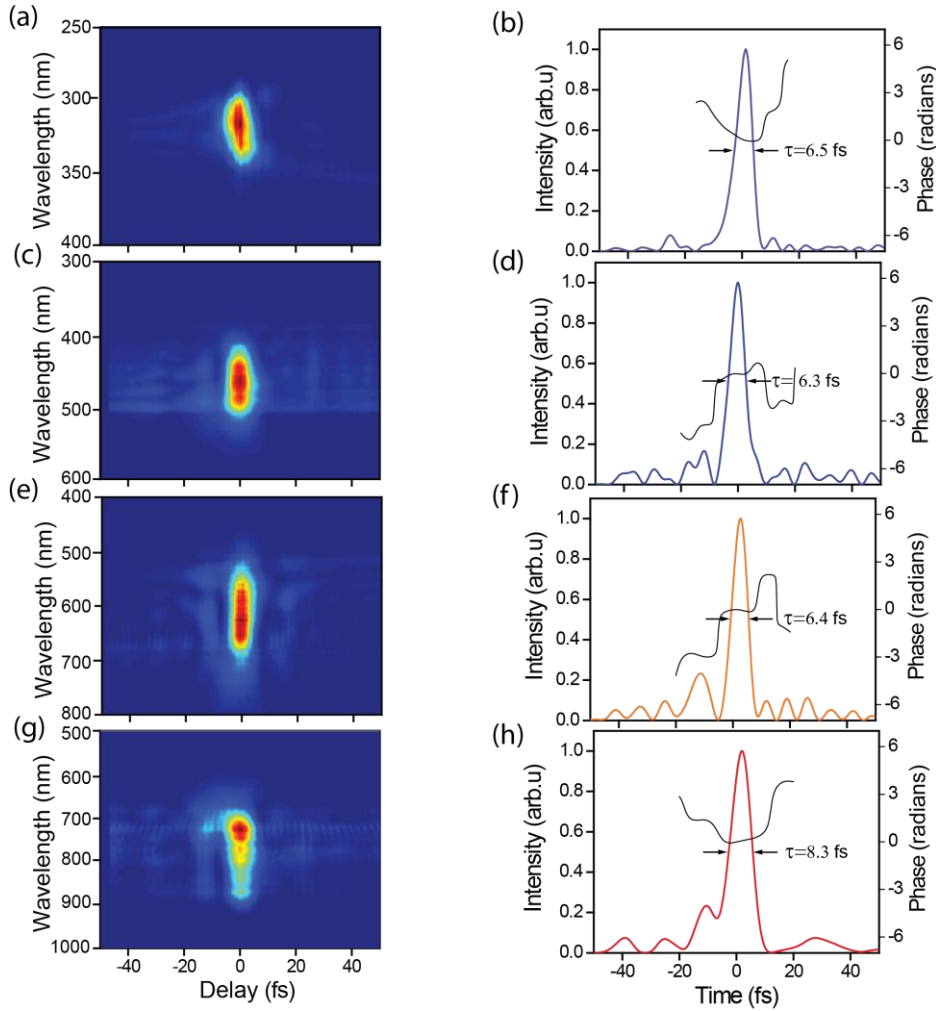 (a)
Wavelength (nm)
250
300
350
400
(b)
Intensity (arb.u)
1.0
0.8
0.6
0.4
0.2
0.0
τ=6.5 fs
6
3
0
-3
-6
Phase (radians)
(c)
Wavelength (nm)
300
400
500
600
(d)
Intensity (arb.u)
1.0
0.8
0.6
0.4
0.2
0.0
τ= 6.3 fs
6
3
0
-3
-6
Phase (radians)
(e)
Wavelength (nm)
400
500
600
700
800
(f)
Intensity (arb.u)
1.0
0.8
0.6
0.4
0.2
0.0
τ=6.4 fs
6
3
0
-3
-6
Phase (radians)
(g)
Wavelength (nm)
500
600
700
800
900
1000
-40 -20 0 20 40
Delay (fs)
(h)
Intensity (arb.u)
1.0
0.8
0.6
0.4
0.2
0.0
τ=8.3 fs
6
3
0
-3
-6
Phase (radians)
-40 -20 0 20 40
Time (fs)